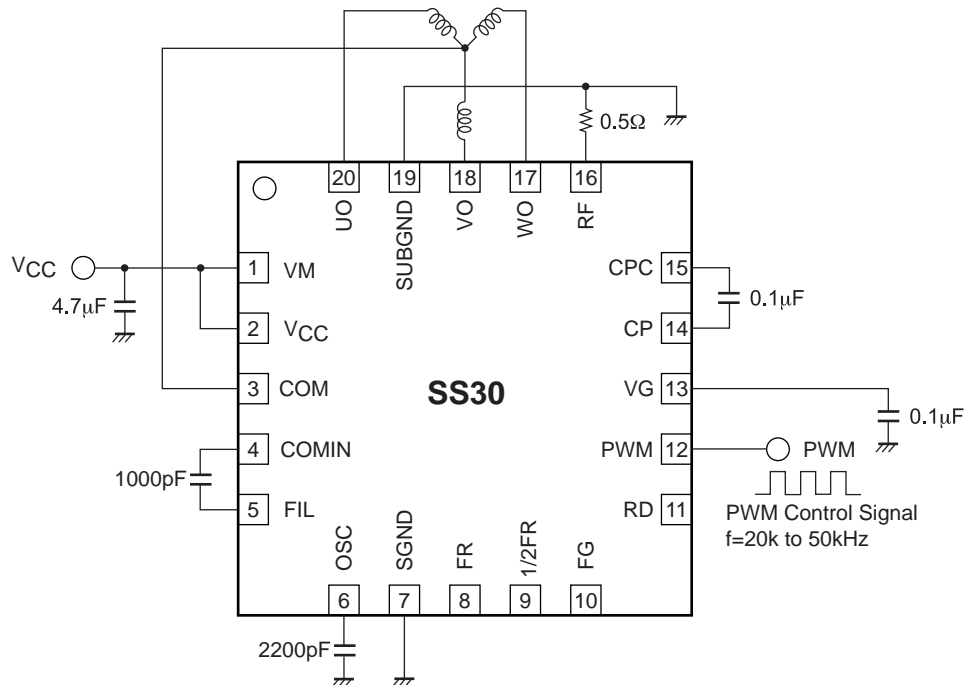 0.5Ω
20 19 18 17 16
UO SUBGND VO WO RF
VCC
4.7μF
1 VM
2 VCC
3 COM
4 COMIN
5 FIL
1000pF
SS30
CPC 15
CP 14
0.1μF
VG 13
0.1μF
PWM 12
PWM
RD 11
PWM Control Signal
f=20k to 50kHz
OSC SGND FR 1/2FR FG
6 7 8 9 10
2200pF